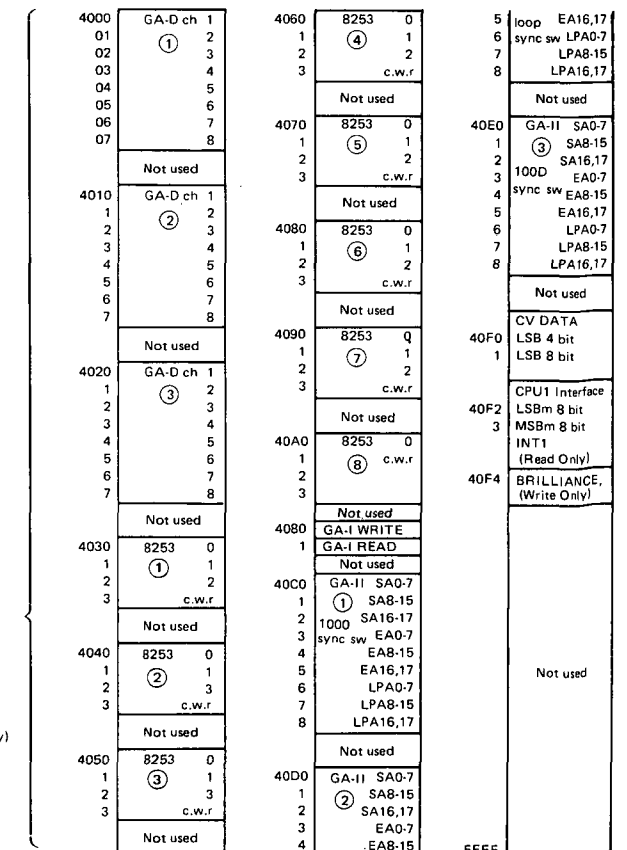 4000 GA-D ch 1
01 ① 2
02 3
03 4
04 5
05 6
06 7
07 8
Not used
4010 GA-D ch 1
1 ② 2
2 3
3 4
4 5
5 6
6 7
7 8
Not used
4020 GA-D ch 1
1 ③ 2
2 3
3 4
4 5
5 6
6 7
7 8
Not used
4030 8253 0
1 ① 1
2 2
3 c.w.r
Not used
4040 8253 0
1 ② 1
2 3
3 c.w.r
Not used
4050 8253 0
1 ③ 1
2 3
3 c.w.r
Not used
4060 8253 0
1 ④ 1
2 2
3 c.w.r
Not used
4070 8253 0
1 ⑤ 1
2 2
3 c.w.r
Not used
4080 8253 0
1 ⑥ 1
2 2
3 c.w.r
Not used
4090 8253 Q
1 ⑦ 1
2 2
3 c.w.r
Not used
40A0 8253 0
1 ⑧ c.w.r
2
3
Not used
4080 GA-I WRITE
1 GA-I READ
Not used
40C0 GA-II SA0-7
1 ① SA8-15
2 1000 SA16-17
3 sync sw EA0-7
4 EA8-15
5 EA16,17
6 LPA0-7
7 LPA8-15
8 LPA16,17
Not used
40D0 GA-II SA0-7
1 ② SA8-15
2 SA16,17
3 EA0-7
4 EA8-15
5 loop EA16,17
6 sync sw LPA0-7
7 LPA8-15
8 LPA16,17
Not used
40E0 GA-II SA0-7
1 ③ SA8-15
2 SA16,17
3 100D EA0-7
4 sync sw EA8-15
5 EA16,17
6 LPA0-7
7 LPA8-15
8 LPA16,17
Not used
CV DATA
40F0 LSB 4 bit
1 LSB 8 bit
CPU1 Interface
40F2 LSBm 8 bit
3 MSBm 8 bit
INT1
(Read Only)
40F4 BRILLIANCE,
(Write Only)
Not used